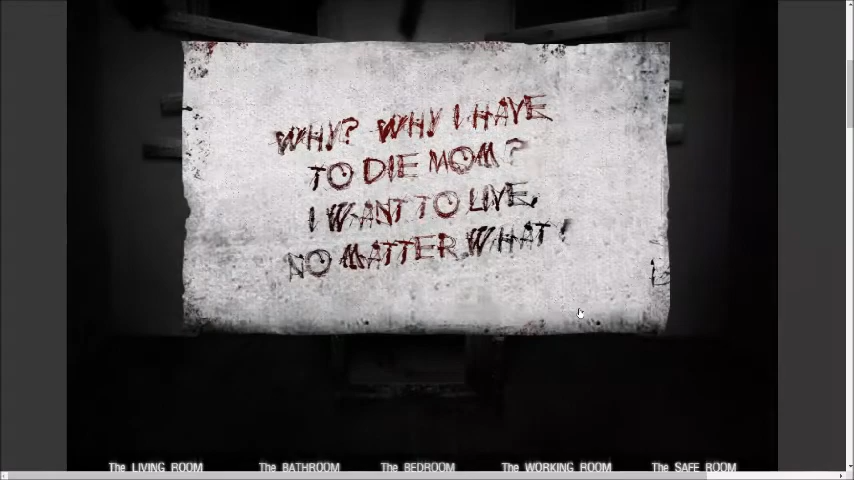 WHY? WHY I HAVE
TO DIE MOM?
I WANT TO LIVE,
NO MATTER WHAT!
The LIVING ROOM The BATHROOM The BEDROOM The WORKING ROOM The SAFE ROOM